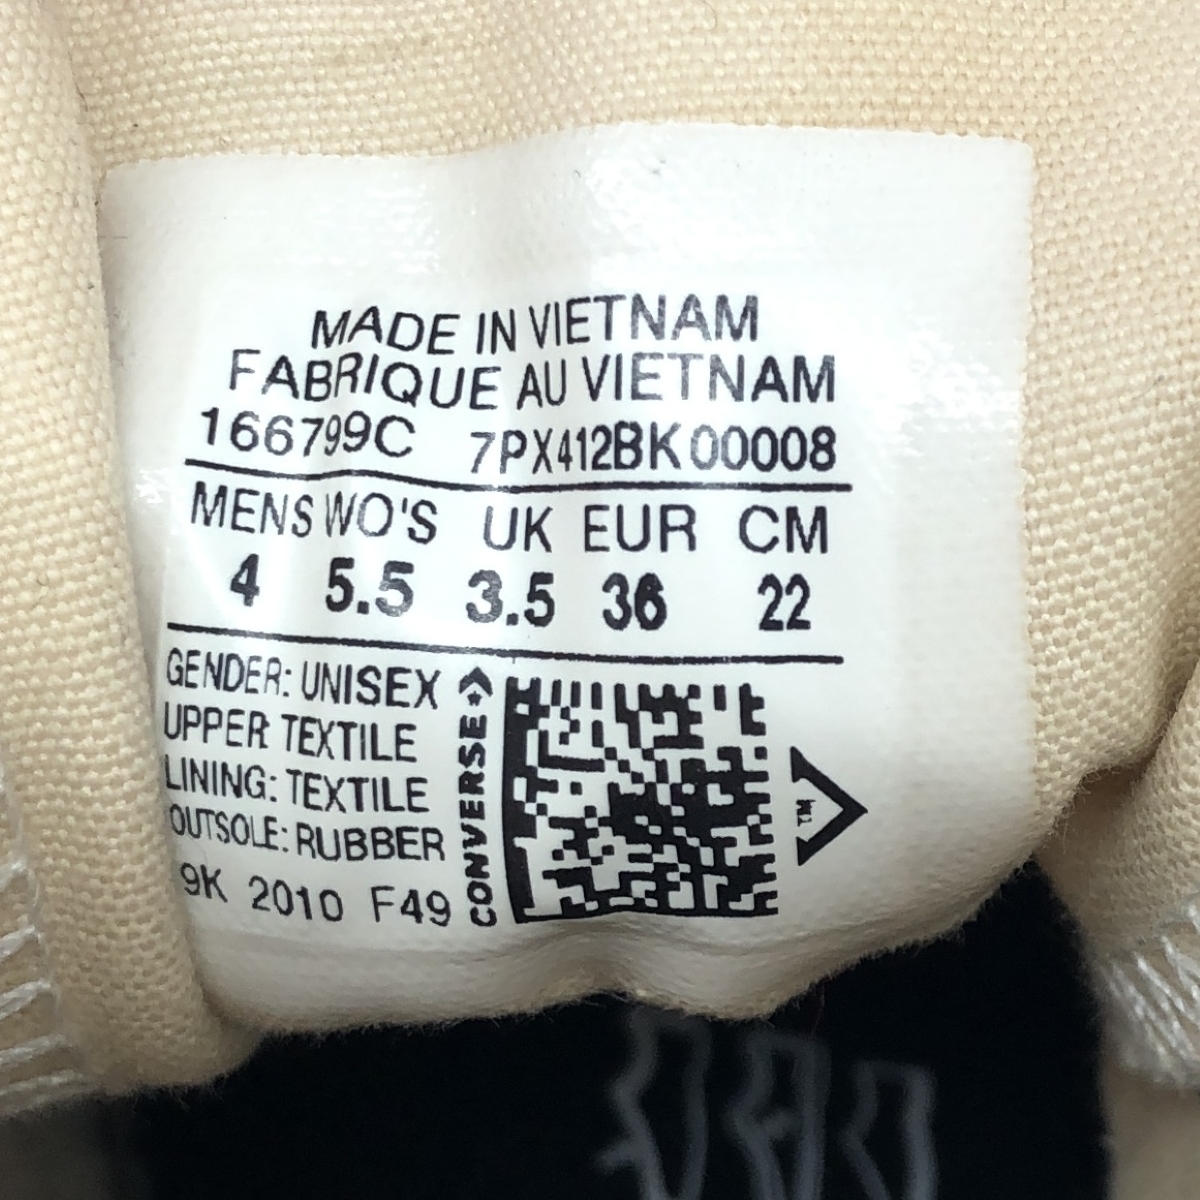 MADE IN VIETNAM
FABRIQUE AU VIETNAM
166799C 7PX412BK00008
MENS WO'S UK EUR CM
4 5.5 3.5 36 22
GENDER: UNISEX
UPPER: TEXTILE
LINING: TEXTILE
OUTSOLE: RUBBER
9K 2010 F49
CONVERSE